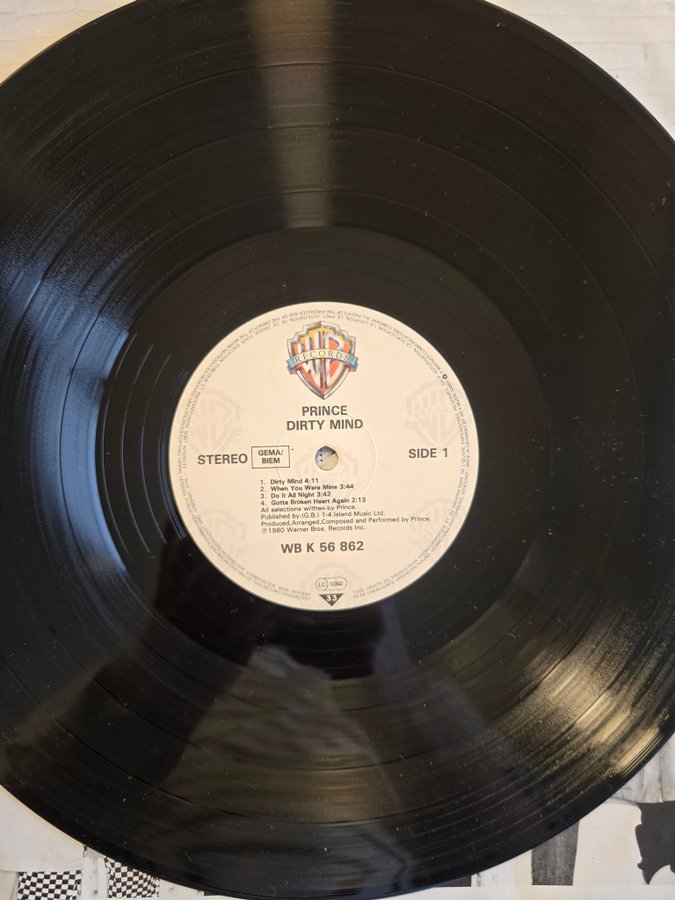 WB
RECORDS
PRINCE
DIRTY MIND
STEREO
GEMA/
BIEM
SIDE 1
1. Dirty Mind 4:11
2. When You Were Mine 3:44
3. Do It All Night 3:42
4. Gotta Broken Heart Again 2:13
All selections written by Prince.
Published by:(G.B.) 1-4:Island Music Ltd.
Produced,Arranged,Composed and Performed by Prince.
℗1980 Warner Bros. Records Inc.
WB K 56 862
LC 0392
33